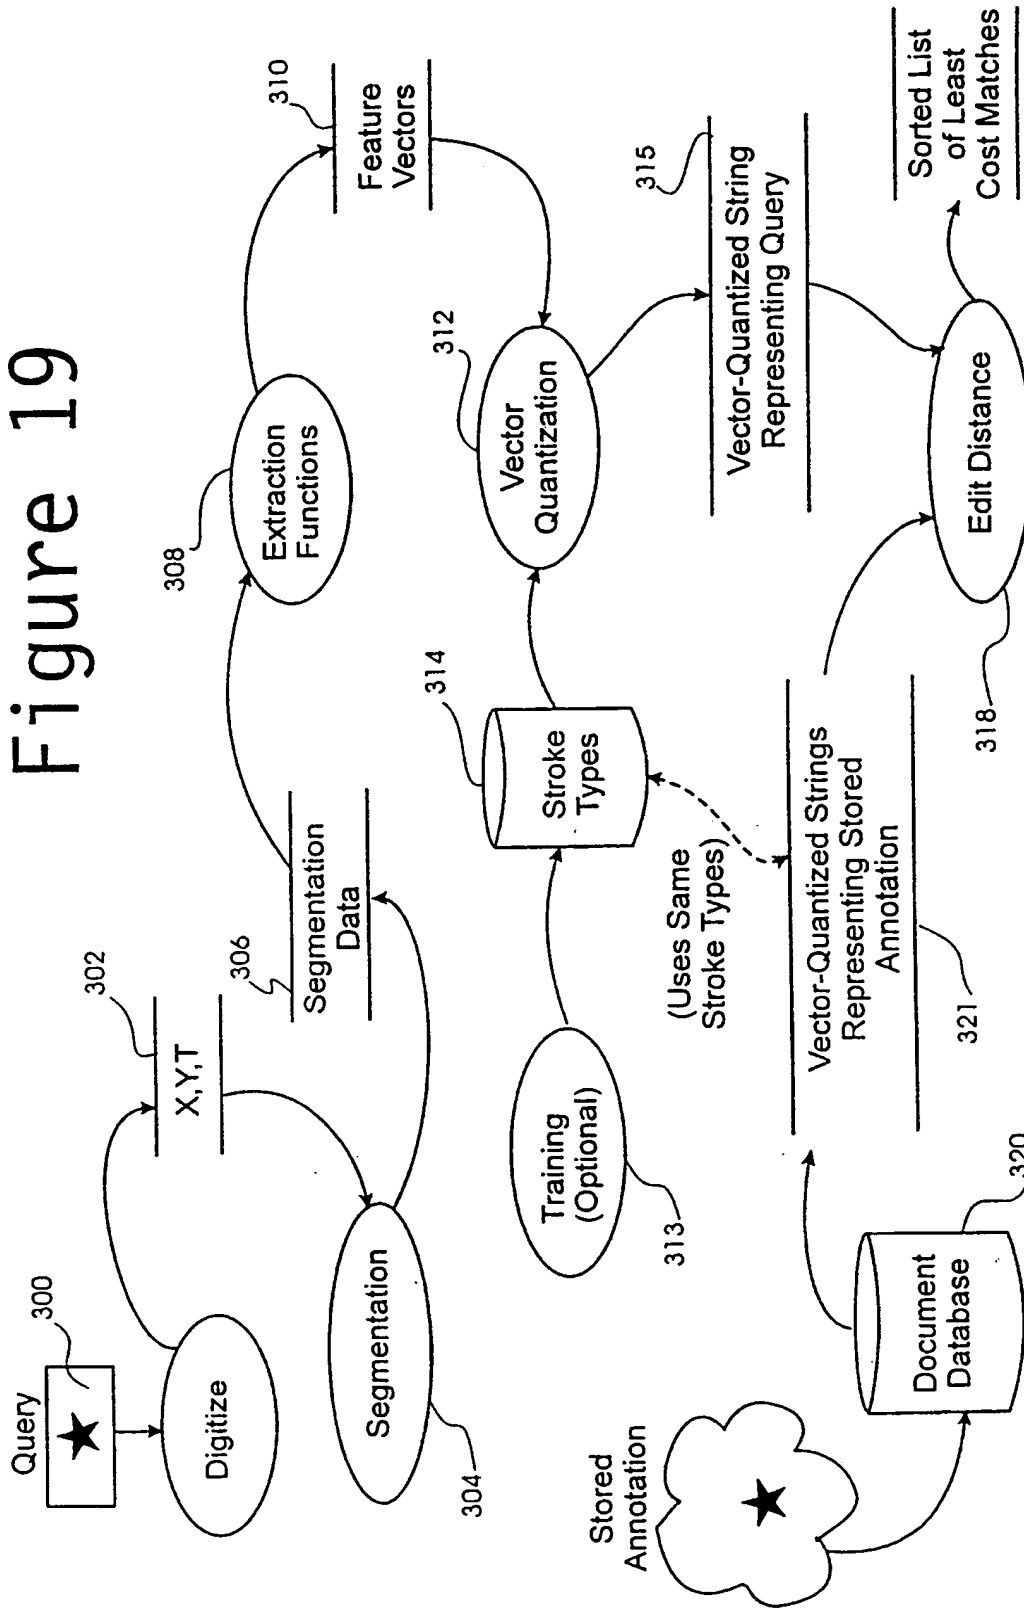 Figure 19
Query
300
Digitize
302
X,Y,T
Segmentation
304
306
Segmentation
Data
308
Extraction
Functions
310
Feature
Vectors
312
Vector
Quantization
314
Stroke
Types
Training
(Optional)
313
(Uses Same
Stroke Types)
315
Vector-Quantized String
Representing Query
Stored
Annotation
Document
Database
320
Vector-Quantized Strings
Representing Stored
Annotation
321
Edit Distance
318
Sorted List
of Least
Cost Matches